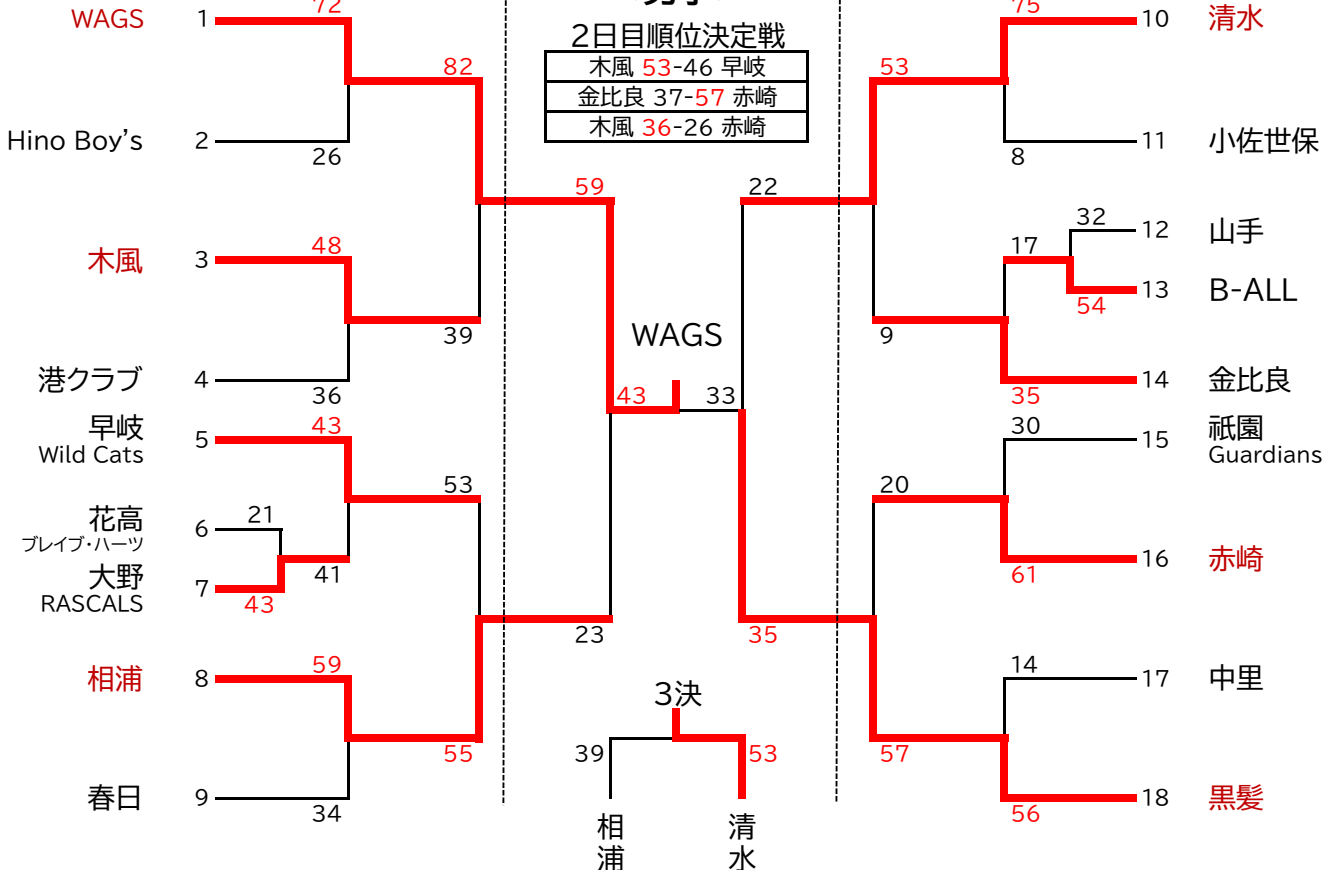 2日目順位決定戦
木風 53-46 早岐
金比良 37-57 赤崎
木風 36-26 赤崎
WAGS 1 72
82
Hino Boy's 2 26
59
木風 3 48
39
港クラブ 4 36
早岐
Wild Cats
5 43
53
花高
ブレイブ・ハーツ
6 21
41
大野
RASCALS
7 43
23
相浦 8 59
55
春日 9 34
WAGS
43 33
3決
39 53
相浦
清水
75 10 清水
53
8 11 小佐世保
22
32 12 山手
17
54 13 B-ALL
9
35 14 金比良
30 15 祇園
Guardians
20
61 16 赤崎
35
14 17 中里
57
56 18 黒髪